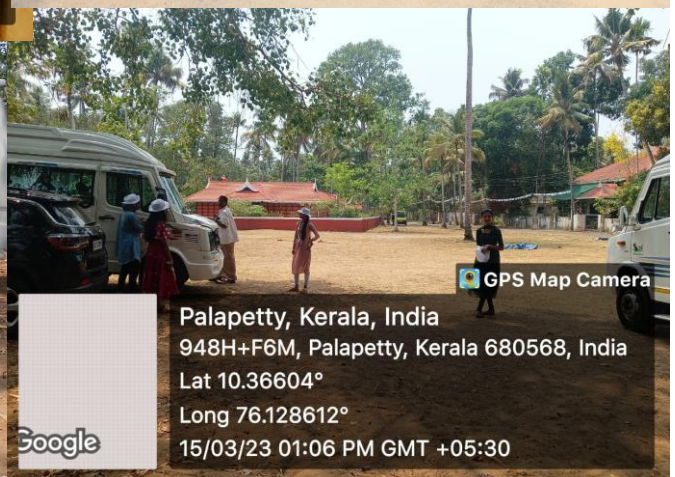 GPS Map Camera
Palapetty, Kerala, India
948H+F6M, Palapetty, Kerala 680568, India
Lat 10.36604°
Long 76.128612°
Google
15/03/23 01:06 PM GMT +05:30